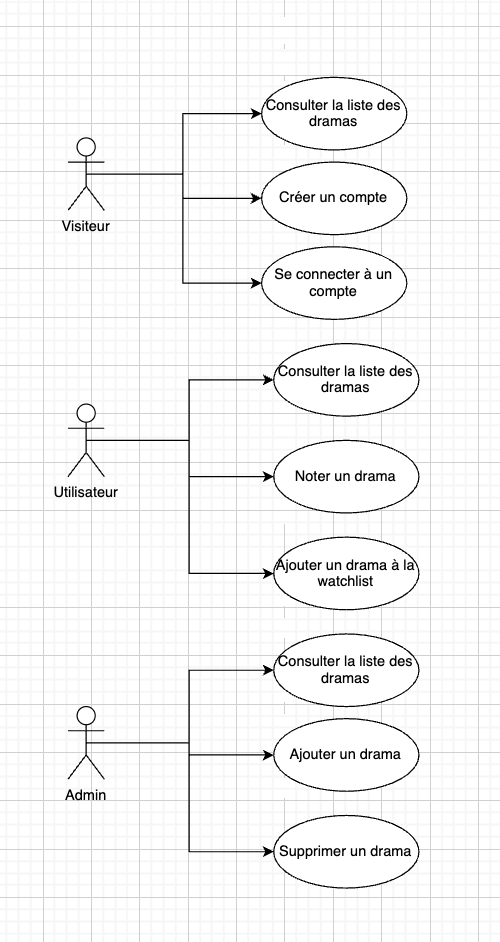 Consulter la liste des
dramas
Créer un compte
Visiteur
Se connecter à un
compte
Consulter la liste des
dramas
Noter un drama
Utilisateur
Ajouter un drama à la
watchlist
Consulter la liste des
dramas
Ajouter un drama
Admin
Supprimer un drama